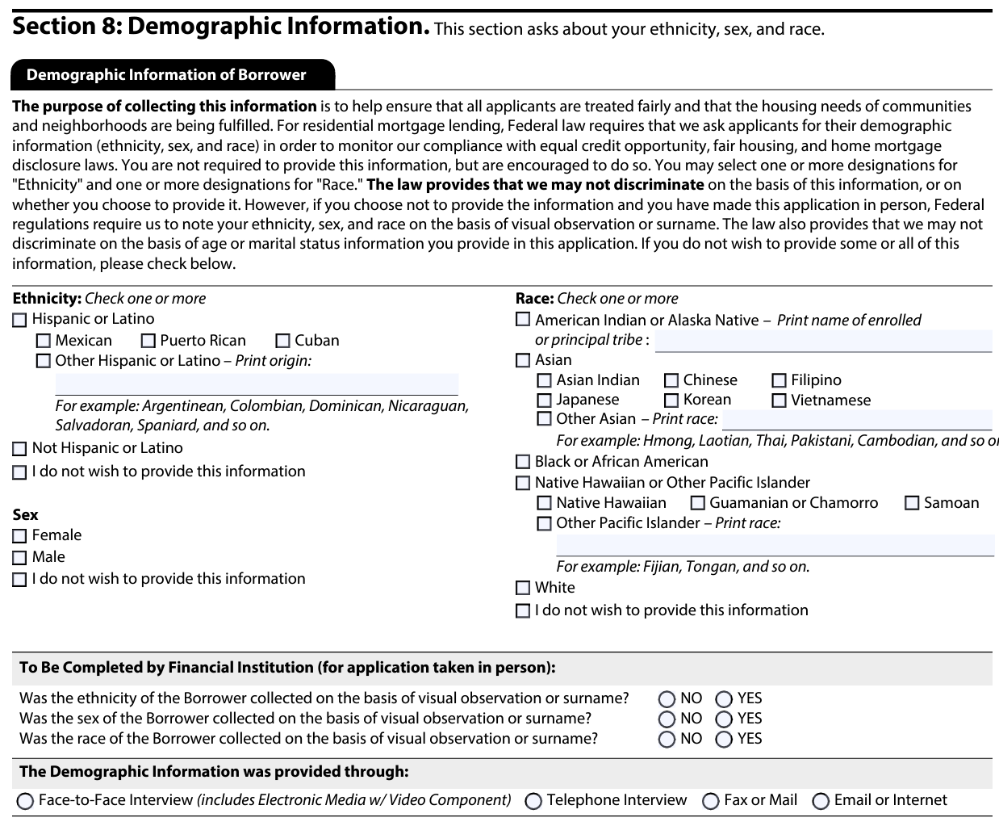 Section 8: Demographic Information. This section asks about your ethnicity, sex, and race.
Demographic Information of Borrower
The purpose of collecting this information is to help ensure that all applicants are treated fairly and that the housing needs of communities
and neighborhoods are being fulfilled. For residential mortgage lending, Federal law requires that we ask applicants for their demographic
information (ethnicity, sex, and race) in order to monitor our compliance with equal credit opportunity, fair housing, and home mortgage
disclosure laws. You are not required to provide this information, but are encouraged to do so. You may select one or more designations for
"Ethnicity" and one or more designations for "Race." The law provides that we may not discriminate on the basis of this information, or on
whether you choose to provide it. However, if you choose not to provide the information and you have made this application in person, Federal
regulations require us to note your ethnicity, sex, and race on the basis of visual observation or surname. The law also provides that we may not
discriminate on the basis of age or marital status information you provide in this application. If you do not wish to provide some or all of this
information, please check below.
Ethnicity: Check one or more
Hispanic or Latino
Mexican Puerto Rican Cuban
Other Hispanic or Latino – Print origin:
For example: Argentinean, Colombian, Dominican, Nicaraguan,
Salvadoran, Spaniard, and so on.
Not Hispanic or Latino
I do not wish to provide this information
Sex
Female
Male
I do not wish to provide this information
Race: Check one or more
American Indian or Alaska Native – Print name of enrolled
or principal tribe :
Asian
Asian Indian Chinese Filipino
Japanese Korean Vietnamese
Other Asian – Print race:
For example: Hmong, Laotian, Thai, Pakistani, Cambodian, and so on
Black or African American
Native Hawaiian or Other Pacific Islander
Native Hawaiian Guamanian or Chamorro Samoan
Other Pacific Islander – Print race:
For example: Fijian, Tongan, and so on.
White
I do not wish to provide this information
To Be Completed by Financial Institution (for application taken in person):
Was the ethnicity of the Borrower collected on the basis of visual observation or surname? NO YES
Was the sex of the Borrower collected on the basis of visual observation or surname? NO YES
Was the race of the Borrower collected on the basis of visual observation or surname? NO YES
The Demographic Information was provided through:
Face-to-Face Interview (includes Electronic Media w/ Video Component) Telephone Interview Fax or Mail Email or Internet